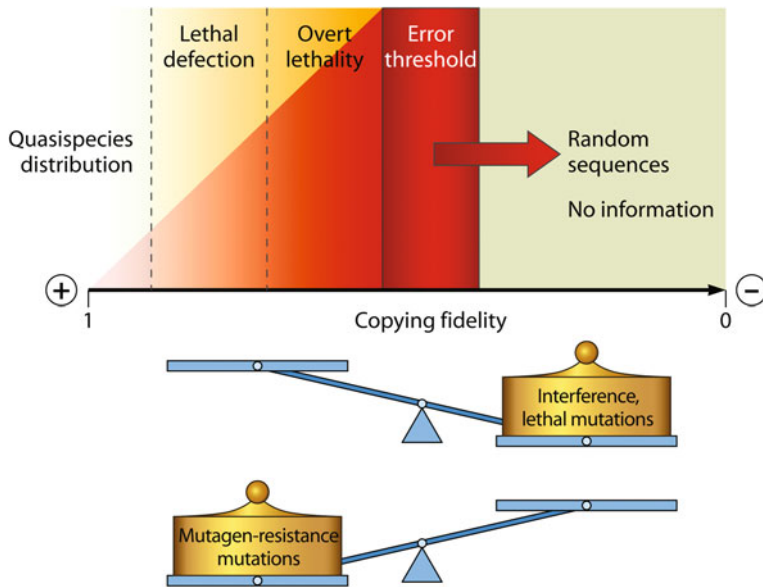 Lethal
defection
Overt
lethality
Error
threshold
Quasispecies
distribution
Random
sequences
No information
+
−
1
Copying fidelity
0
Interference,
lethal mutations
Mutagen-resistance
mutations